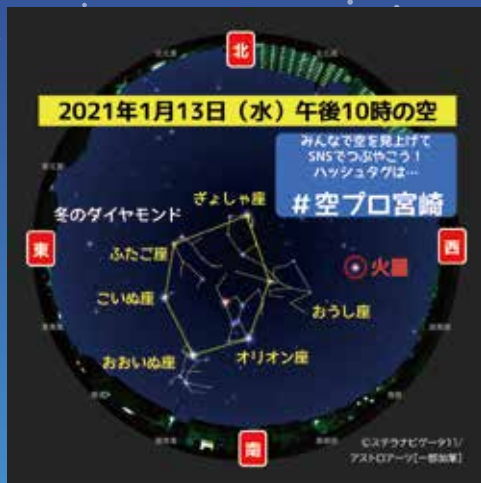 北
2021年1月13日（水）午後10時の空
みんなで空を見上げて
SNSでつぶやこう！
ハッシュタグは…
#空プロ宮崎
冬のダイヤモンド
ぎょしゃ座
東
ふたご座
西
こいぬ座
おうし座
おおいぬ座
オリオン座
南
©ステラナビゲータ11/
アストロアーツ[一部加筆]